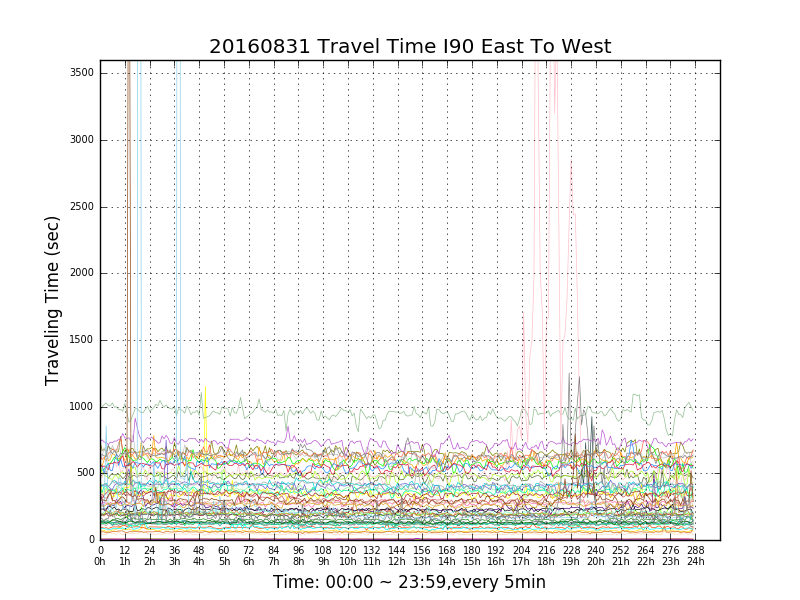 20160831 Travel Time I90 East To West
3500
3000
2500
2000
1500
1000
500
0
Traveling Time (sec)
0 12 24 36 48 60 72 84 96 108 120 132 144 156 168 180 192 204 216 228 240 252 264 276 288
0h 1h 2h 3h 4h 5h 6h 7h 8h 9h 10h 11h 12h 13h 14h 15h 16h 17h 18h 19h 20h 21h 22h 23h 24h
Time: 00:00 ~ 23:59,every 5min